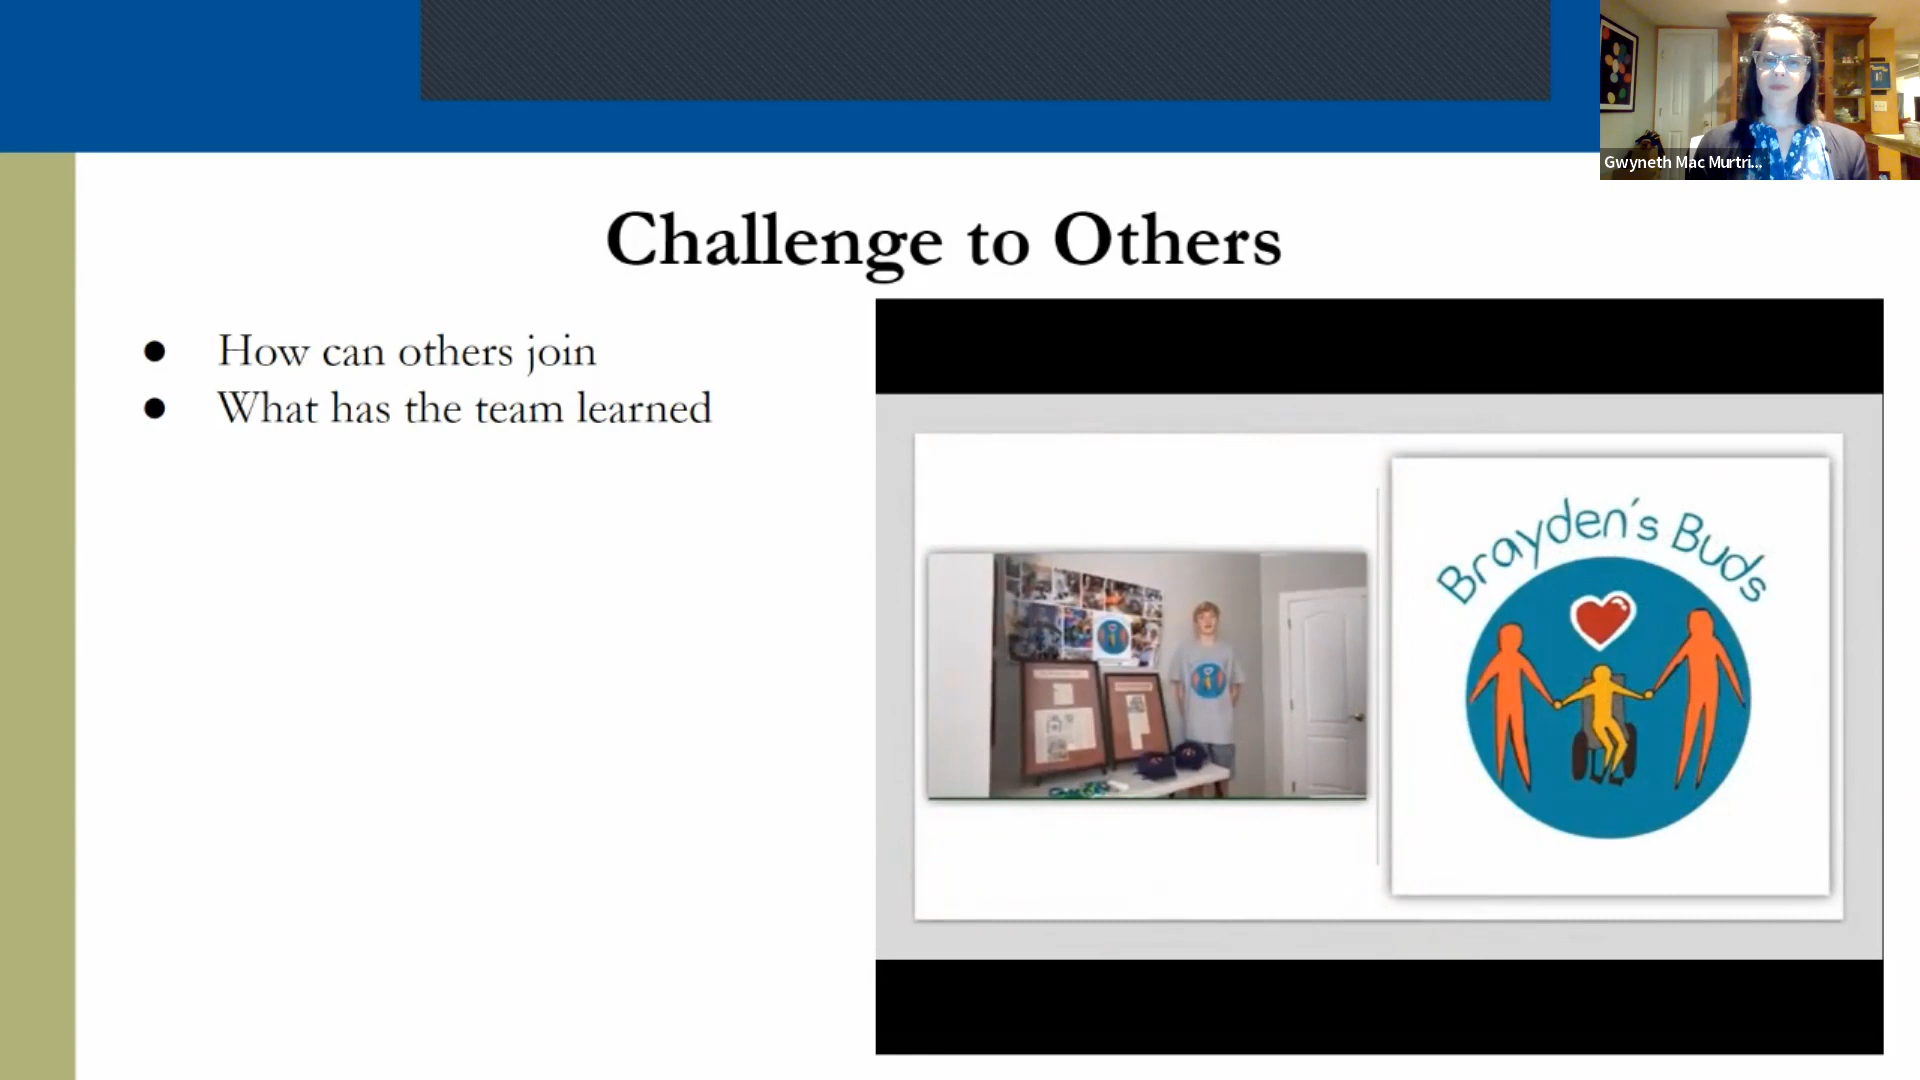 Gwyneth Mac Murtri...
Challenge to Others
● How can others join
● What has the team learned
Brayden's Buds